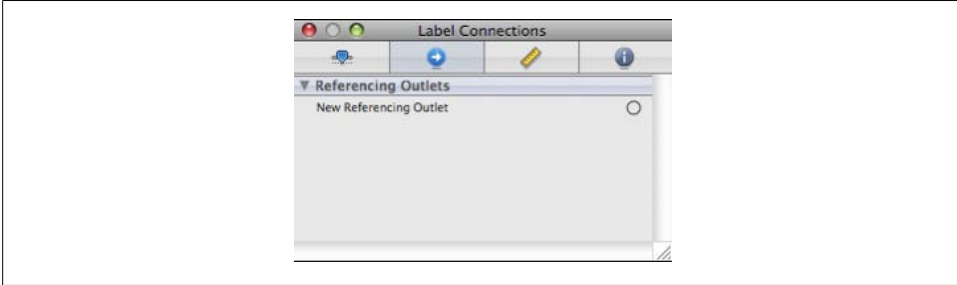 Label Connections
Referencing Outlets
New Referencing Outlet